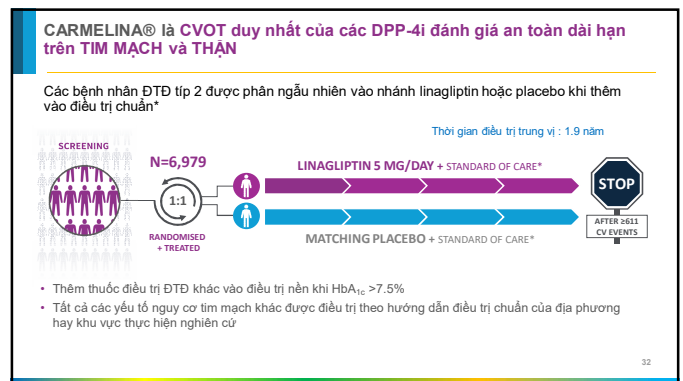 CARMELINA® là CVOT duy nhất của các DPP-4i đánh giá an toàn dài hạn
trên TIM MẠCH và THẬN
Các bệnh nhân ĐTĐ típ 2 được phân ngẫu nhiên vào nhánh linagliptin hoặc placebo khi thêm
vào điều trị chuẩn*
Thời gian điều trị trung vị : 1.9 năm
SCREENING
N=6,979
1:1
RANDOMISED
+ TREATED
LINAGLIPTIN 5 MG/DAY + STANDARD OF CARE*
MATCHING PLACEBO + STANDARD OF CARE*
STOP
AFTER ≥611
CV EVENTS
• Thêm thuốc điều trị ĐTĐ khác vào điều trị nền khi HbA1c >7.5%
• Tất cả các yếu tố nguy cơ tim mạch khác được điều trị theo hướng dẫn điều trị chuẩn của địa phương
hay khu vực thực hiện nghiên cứ
32